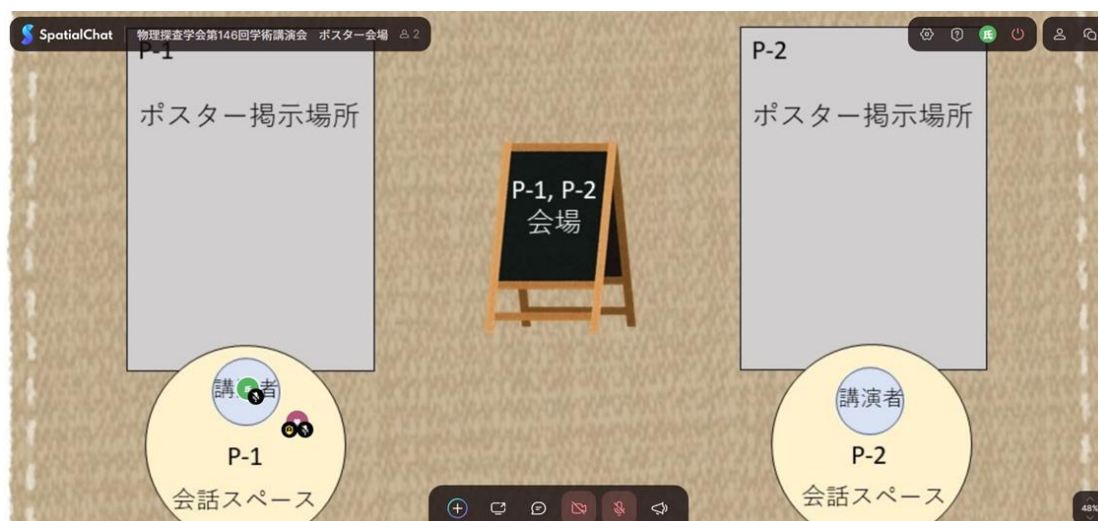 SpatialChat
物理探査学会第146回学術講演会 ポスター会場
2
氏
P-1
ポスター掲示場所
P-1, P-2
会場
P-2
ポスター掲示場所
講 者
氏
P-1
会話スペース
講演者
P-2
会話スペース
48%